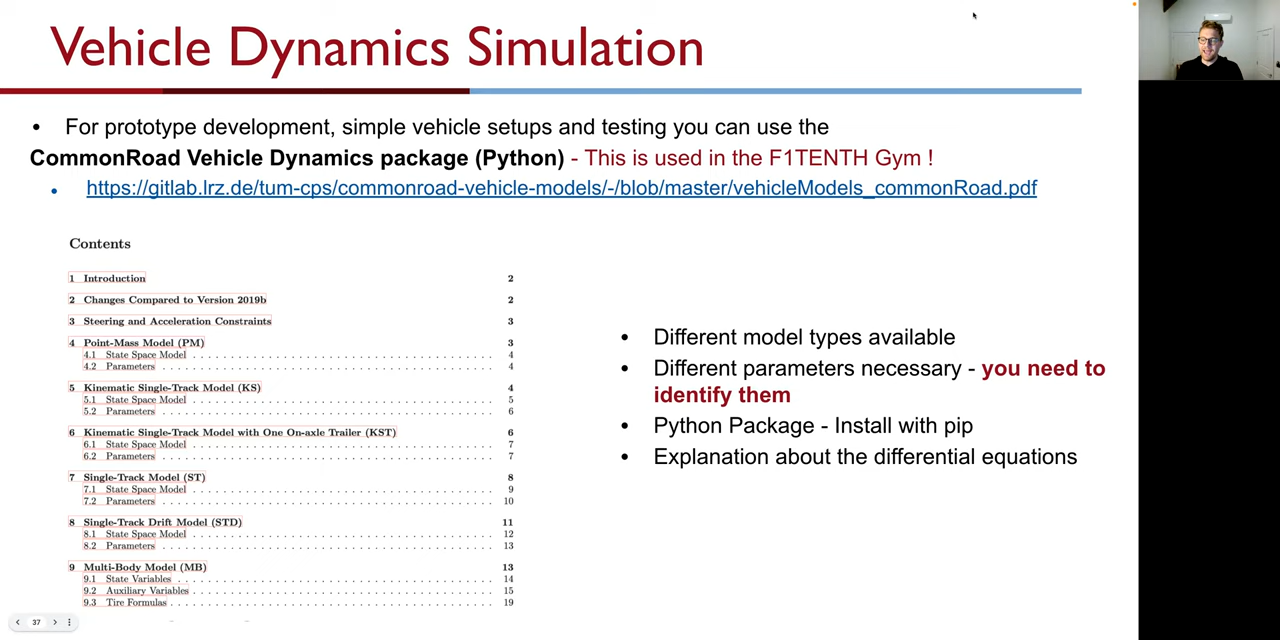 Vehicle Dynamics Simulation
• For prototype development, simple vehicle setups and testing you can use the
CommonRoad Vehicle Dynamics package (Python) - This is used in the F1TENTH Gym !
• https://gitlab.lrz.de/tum-cps/commonroad-vehicle-models/-/blob/master/vehicleModels_commonRoad.pdf
Contents
1 Introduction 2
2 Changes Compared to Version 2019b 2
3 Steering and Acceleration Constraints 3
4 Point-Mass Model (PM) 3
4.1 State Space Model . . . . . . . . . . . . . . . . . . . . 4
4.2 Parameters . . . . . . . . . . . . . . . . . . . . 4
5 Kinematic Single-Track Model (KS) 4
5.1 State Space Model . . . . . . . . . . . . . . . . . . . . 5
5.2 Parameters . . . . . . . . . . . . . . . . . . . . 6
6 Kinematic Single-Track Model with One On-axle Trailer (KST) 6
6.1 State Space Model . . . . . . . . . . . . . . . . . . . . 7
6.2 Parameters . . . . . . . . . . . . . . . . . . . . 7
7 Single-Track Model (ST) 8
7.1 State Space Model . . . . . . . . . . . . . . . . . . . . 9
7.2 Parameters . . . . . . . . . . . . . . . . . . . . 10
8 Single-Track Drift Model (STD) 11
8.1 State Space Model . . . . . . . . . . . . . . . . . . . . 12
8.2 Parameters . . . . . . . . . . . . . . . . . . . . 13
9 Multi-Body Model (MB) 13
9.1 State Variables . . . . . . . . . . . . . . . . . . . . 14
9.2 Auxiliary Variables . . . . . . . . . . . . . . . . . . . . 15
9.3 Tire Formulas . . . . . . . . . . . . . . . . . . . . 19
• Different model types available
• Different parameters necessary - you need to
identify them
• Python Package - Install with pip
• Explanation about the differential equations
37